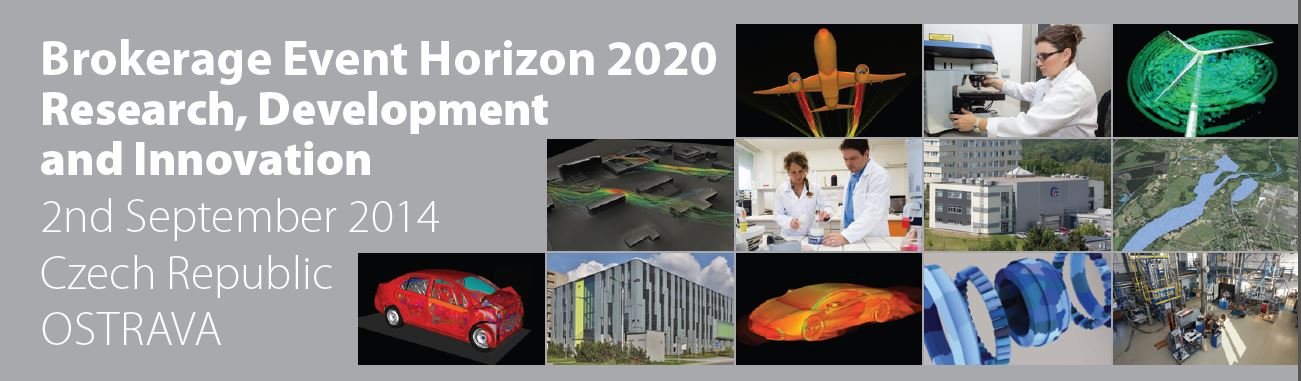 Brokerage Event Horizon 2020
Research, Development
and Innovation
2nd September 2014
Czech Republic
OSTRAVA